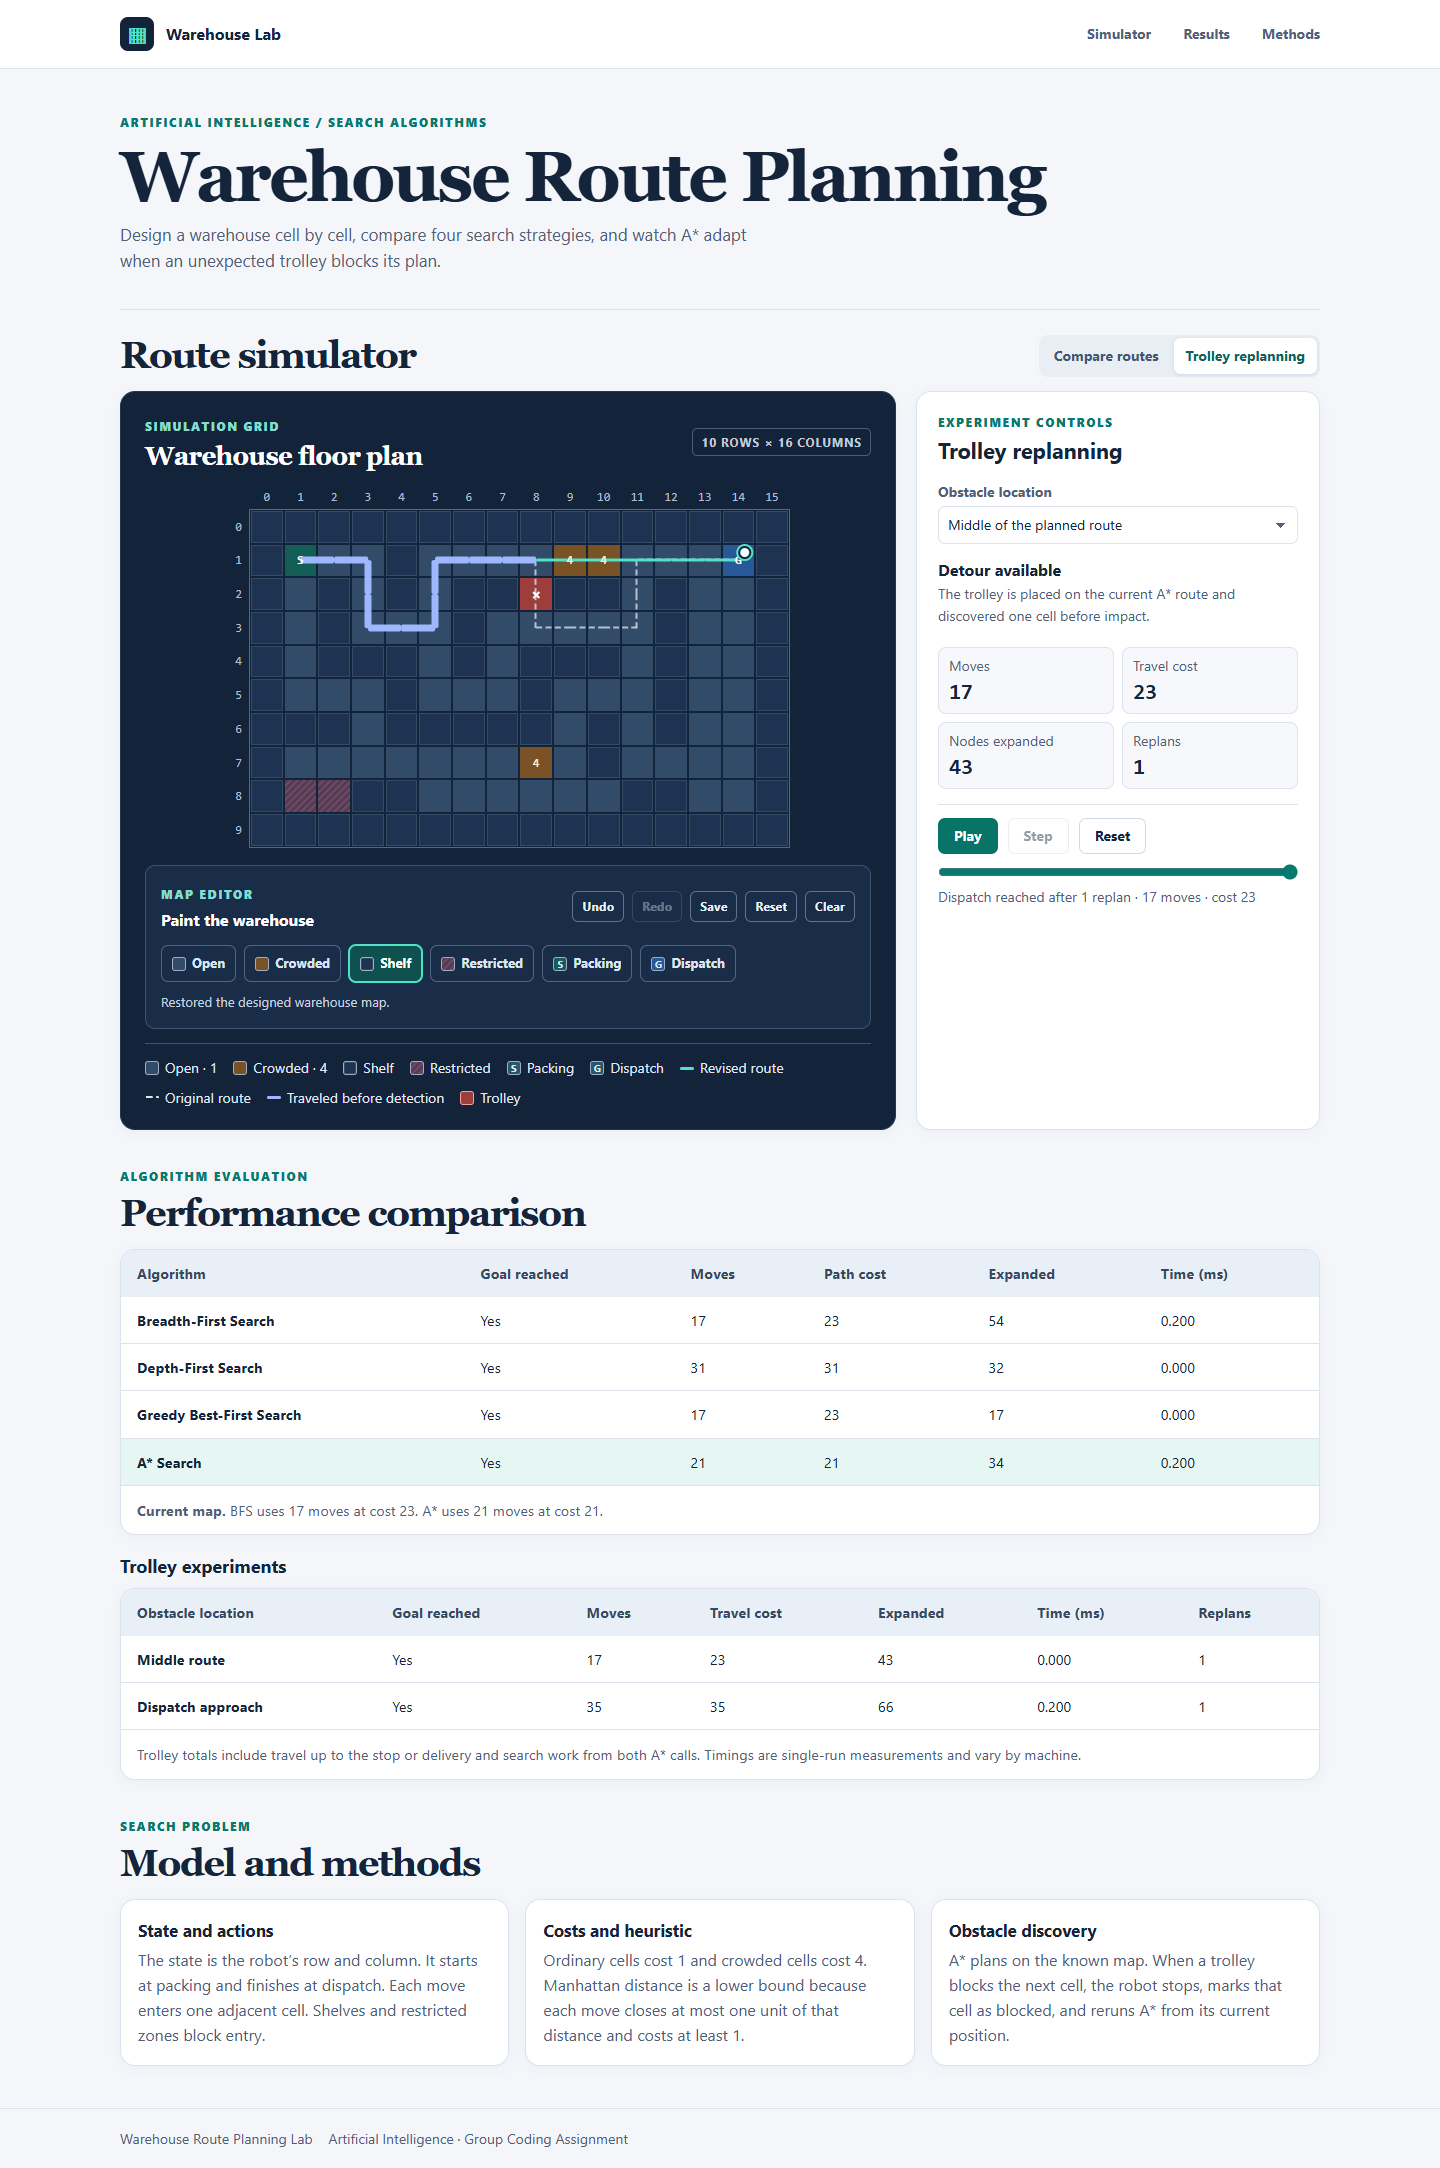 Warehouse Lab
Simulator Results Methods
ARTIFICIAL INTELLIGENCE / SEARCH ALGORITHMS
Warehouse Route Planning
Design a warehouse cell by cell, compare four search strategies, and watch A* adapt
when an unexpected trolley blocks its plan.
Route simulator
Compare routes Trolley replanning
SIMULATION GRID
Warehouse floor plan
10 ROWS × 16 COLUMNS
0 1 2 3 4 5 6 7 8 9 10 11 12 13 14 15
0
1 S 4 4 G
2 ×
3
4
5
6
7 4
8
9
MAP EDITOR
Paint the warehouse
Undo Redo Save Reset Clear
Open Crowded Shelf Restricted S Packing G Dispatch
Restored the designed warehouse map.
Open · 1 Crowded · 4 Shelf Restricted S Packing G Dispatch Revised route
Original route Traveled before detection Trolley
EXPERIMENT CONTROLS
Trolley replanning
Obstacle location
Middle of the planned route
Detour available
The trolley is placed on the current A* route and
discovered one cell before impact.
Moves Travel cost
17 23
Nodes expanded Replans
43 1
Play Step Reset
Dispatch reached after 1 replan · 17 moves · cost 23
ALGORITHM EVALUATION
Performance comparison
Algorithm Goal reached Moves Path cost Expanded Time (ms)
Breadth-First Search Yes 17 23 54 0.200
Depth-First Search Yes 31 31 32 0.000
Greedy Best-First Search Yes 17 23 17 0.000
A* Search Yes 21 21 34 0.200
Current map. BFS uses 17 moves at cost 23. A* uses 21 moves at cost 21.
Trolley experiments
Obstacle location Goal reached Moves Travel cost Expanded Time (ms) Replans
Middle route Yes 17 23 43 0.000 1
Dispatch approach Yes 35 35 66 0.200 1
Trolley totals include travel up to the stop or delivery and search work from both A* calls. Timings are single-run measurements and vary by machine.
SEARCH PROBLEM
Model and methods
State and actions
The state is the robot’s row and column. It starts
at packing and finishes at dispatch. Each move
enters one adjacent cell. Shelves and restricted
zones block entry.
Costs and heuristic
Ordinary cells cost 1 and crowded cells cost 4.
Manhattan distance is a lower bound because
each move closes at most one unit of that
distance and costs at least 1.
Obstacle discovery
A* plans on the known map. When a trolley
blocks the next cell, the robot stops, marks that
cell as blocked, and reruns A* from its current
position.
Warehouse Route Planning Lab Artificial Intelligence · Group Coding Assignment